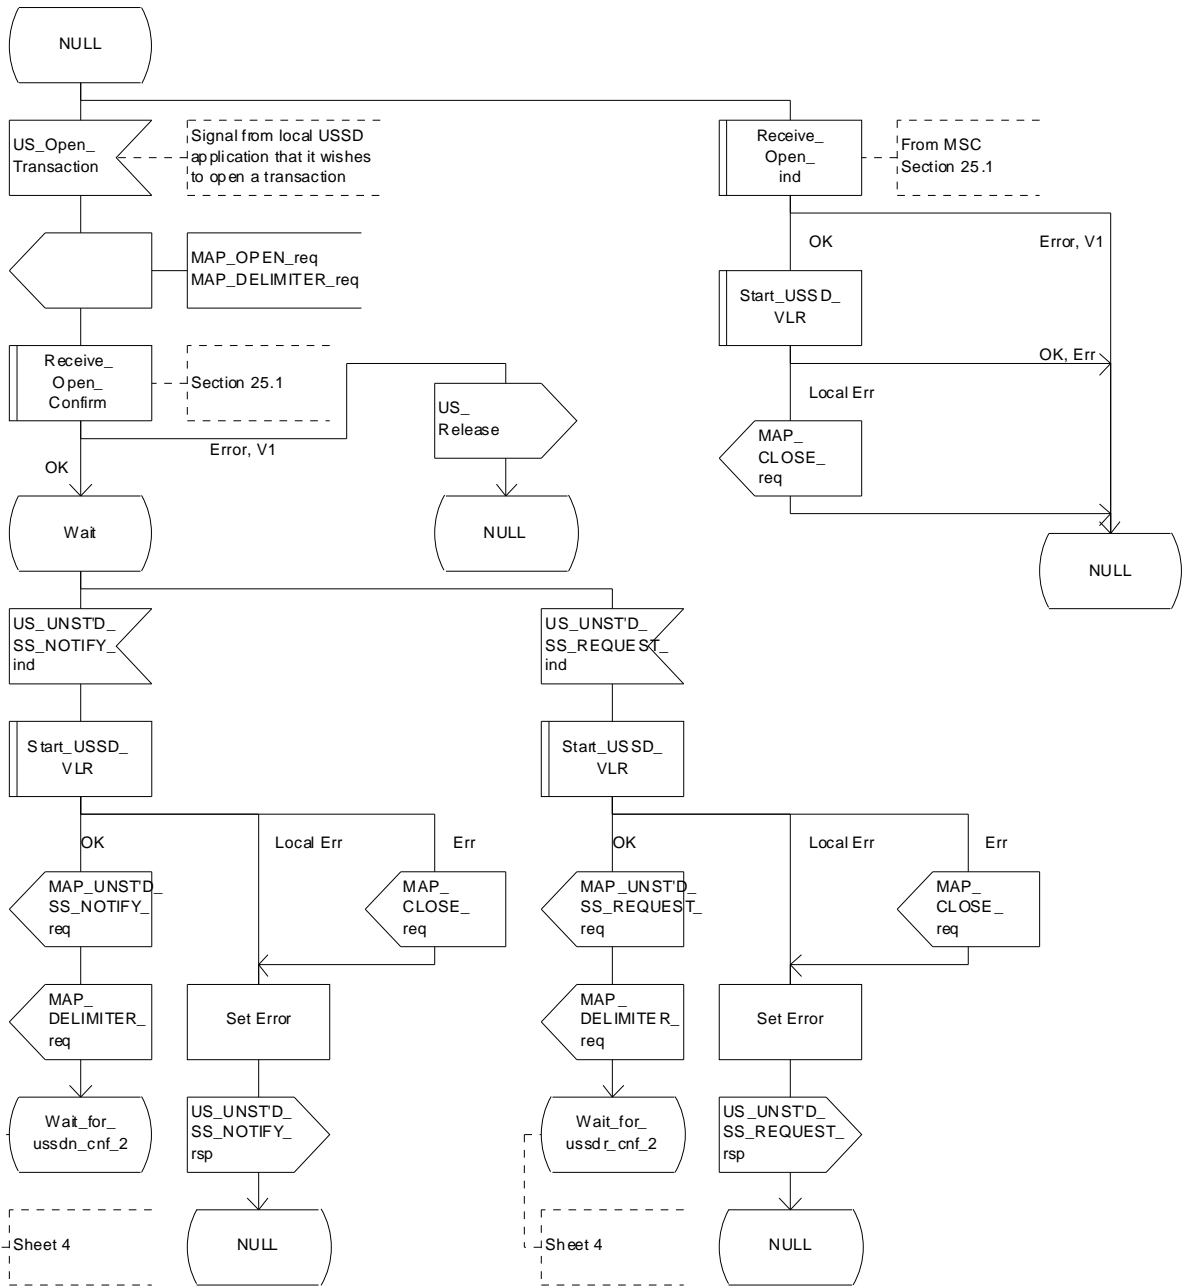 NULL
US_Open_
Transaction
Signal from local USSD
application that it wishes
to open a transaction
Receive_
Open_
ind
From MSC
Section 25.1
OK
Error, V1
MAP_OPEN_req
MAP_DELIMITER_req
Start_USSD_
VLR
Receive_
Open_
Confirm
Section 25.1
OK, Err
Local Err
US_
Release
MAP_
CLOSE_
req
Error, V1
OK
Wait
NULL
NULL
US_UNST'D_
SS_NOTIFY_
ind
US_UNST'D_
SS_REQUEST_
ind
Start_USSD_
VLR
Start_USSD_
VLR
OK
Local Err
Err
OK
Local Err
Err
MAP_UNST'D_
SS_NOTIFY_
req
MAP_
CLOSE_
req
MAP_UNST'D_
SS_REQUEST_
req
MAP_
CLOSE_
req
MAP_
DELIMITER_
req
Set Error
MAP_
DELIMITER_
req
Set Error
Wait_for_
ussdn_cnf_2
US_UNST'D_
SS_NOTIFY_
rsp
Wait_for_
ussdr_cnf_2
US_UNST'D_
SS_REQUEST_
rsp
Sheet 4
NULL
Sheet 4
NULL